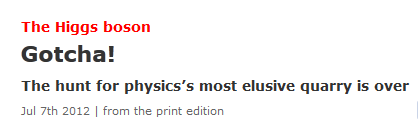 The Higgs boson
Gotcha!
The hunt for physics’s most elusive quarry is over
Jul 7th 2012 | from the print edition